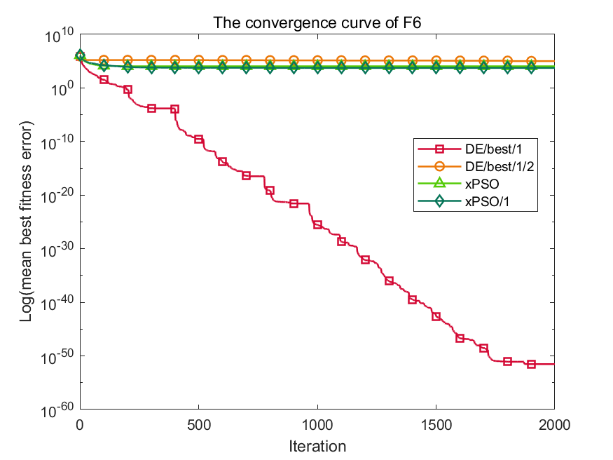 The convergence curve of F6
10^10
10^0
10^-10
10^-20
10^-30
10^-40
10^-50
10^-60
Log(mean best fitness error)
DE/best/1
DE/best/1/2
xPSO
xPSO/1
0 500 1000 1500 2000
Iteration